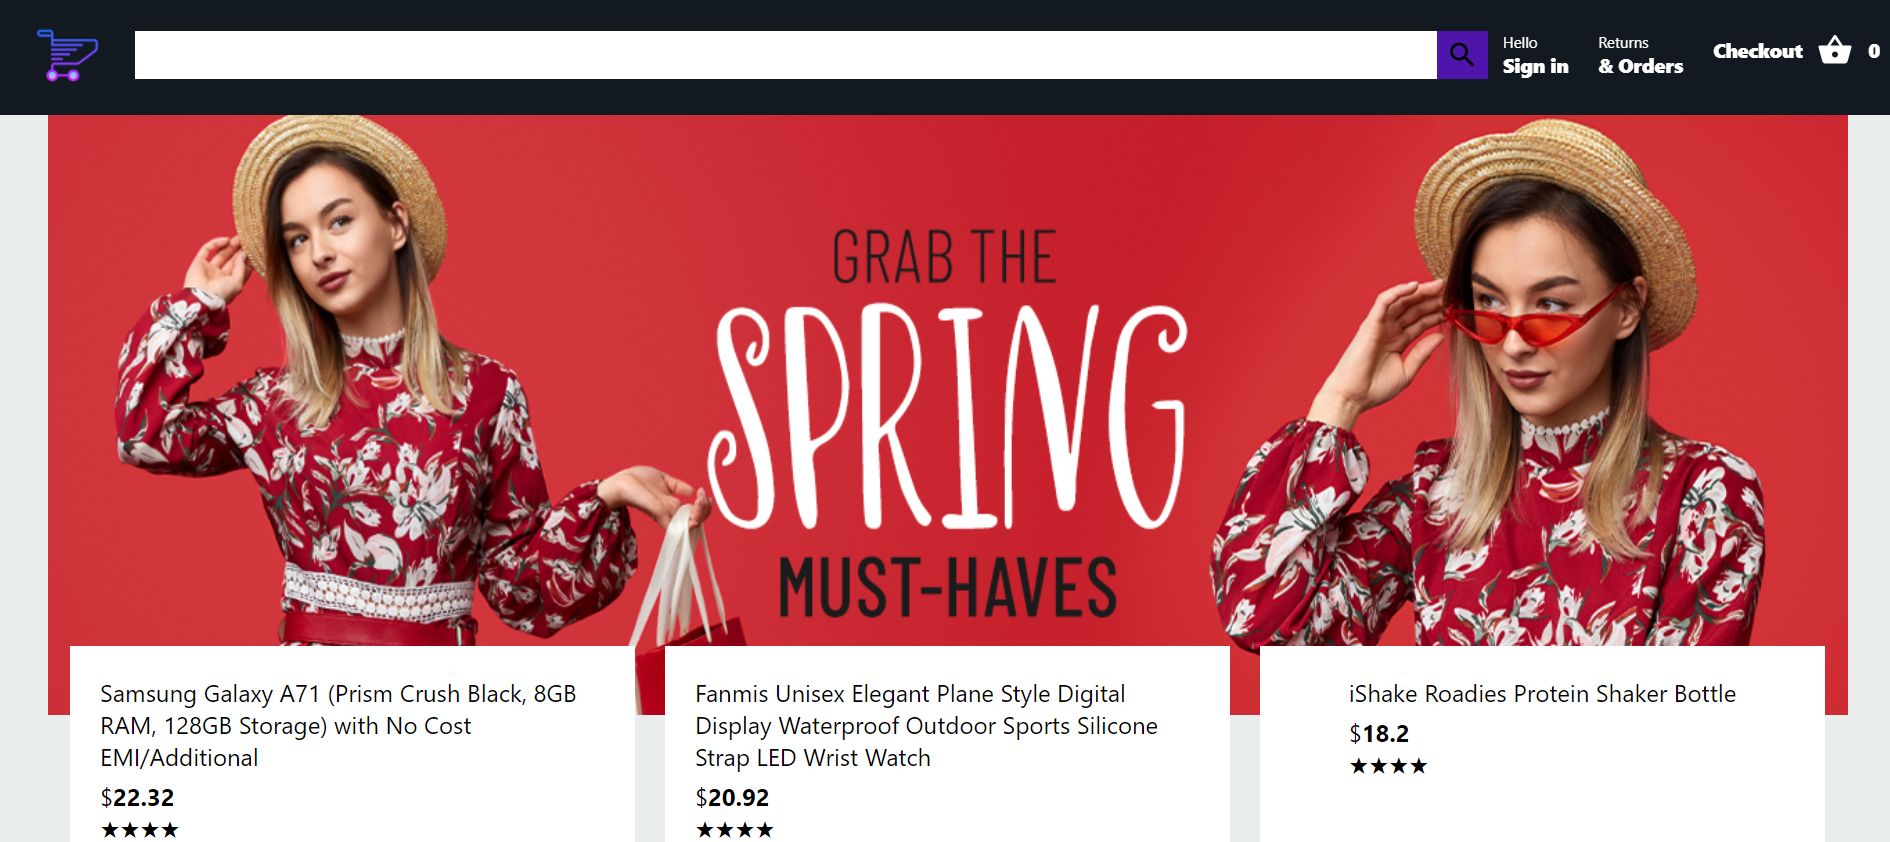 Hello
Sign in
Returns
& Orders
Checkout
0
GRAB THE
SPRING
MUST-HAVES
Samsung Galaxy A71 (Prism Crush Black, 8GB
RAM, 128GB Storage) with No Cost
EMI/Additional
$22.32
★★★★
Fanmis Unisex Elegant Plane Style Digital
Display Waterproof Outdoor Sports Silicone
Strap LED Wrist Watch
$20.92
★★★★
iShake Roadies Protein Shaker Bottle
$18.2
★★★★